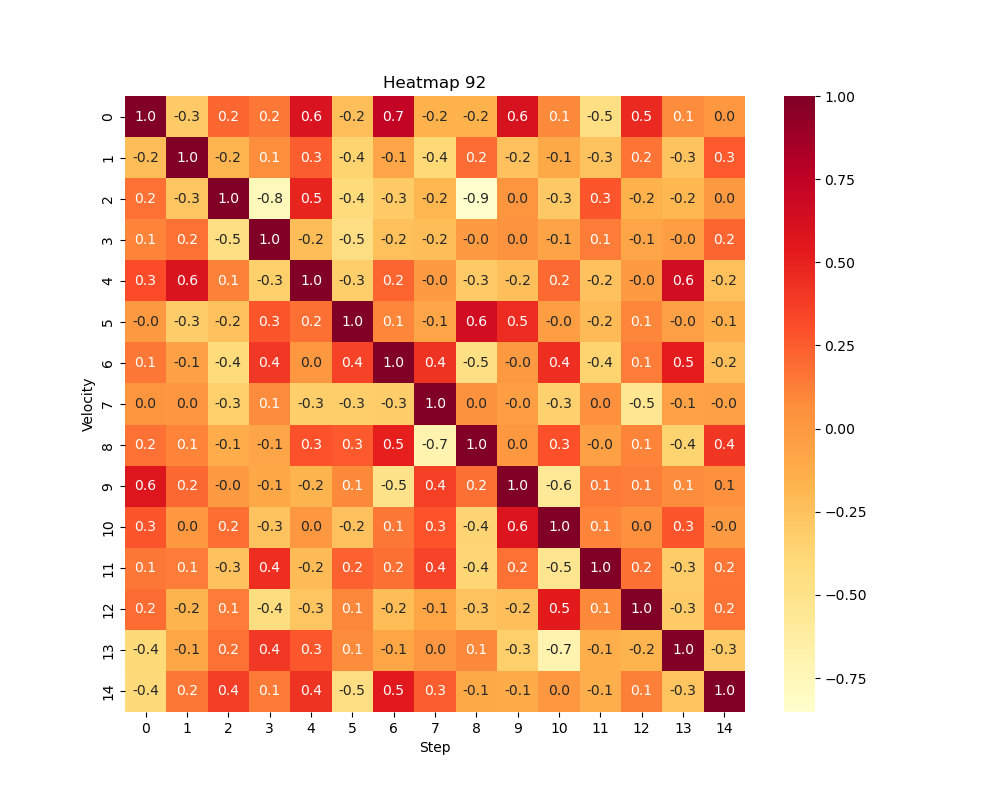 Heatmap 92
0 1.0 -0.3 0.2 0.2 0.6 -0.2 0.7 -0.2 -0.2 0.6 0.1 -0.5 0.5 0.1 0.0
1 -0.2 1.0 -0.2 0.1 0.3 -0.4 -0.1 -0.4 0.2 -0.2 -0.1 -0.3 0.2 -0.3 0.3
2 0.2 -0.3 1.0 -0.8 0.5 -0.4 -0.3 -0.2 -0.9 0.0 -0.3 0.3 -0.2 -0.2 0.0
3 0.1 0.2 -0.5 1.0 -0.2 -0.5 -0.2 -0.2 -0.0 0.0 -0.1 0.1 -0.1 -0.0 0.2
4 0.3 0.6 0.1 -0.3 1.0 -0.3 0.2 -0.0 -0.3 -0.2 0.2 -0.2 -0.0 0.6 -0.2
5 -0.0 -0.3 -0.2 0.3 0.2 1.0 0.1 -0.1 0.6 0.5 -0.0 -0.2 0.1 -0.0 -0.1
6 0.1 -0.1 -0.4 0.4 0.0 0.4 1.0 0.4 -0.5 -0.0 0.4 -0.4 0.1 0.5 -0.2
7 0.0 0.0 -0.3 0.1 -0.3 -0.3 -0.3 1.0 0.0 -0.0 -0.3 0.0 -0.5 -0.1 -0.0
8 0.2 0.1 -0.1 -0.1 0.3 0.3 0.5 -0.7 1.0 0.0 0.3 -0.0 0.1 -0.4 0.4
9 0.6 0.2 -0.0 -0.1 -0.2 0.1 -0.5 0.4 0.2 1.0 -0.6 0.1 0.1 0.1 0.1
10 0.3 0.0 0.2 -0.3 0.0 -0.2 0.1 0.3 -0.4 0.6 1.0 0.1 0.0 0.3 -0.0
11 0.1 0.1 -0.3 0.4 -0.2 0.2 0.2 0.4 -0.4 0.2 -0.5 1.0 0.2 -0.3 0.2
12 0.2 -0.2 0.1 -0.4 -0.3 0.1 -0.2 -0.1 -0.3 -0.2 0.5 0.1 1.0 -0.3 0.2
13 -0.4 -0.1 0.2 0.4 0.3 0.1 -0.1 0.0 0.1 -0.3 -0.7 -0.1 -0.2 1.0 -0.3
14 -0.4 0.2 0.4 0.1 0.4 -0.5 0.5 0.3 -0.1 -0.1 0.0 -0.1 0.1 -0.3 1.0
0 1 2 3 4 5 6 7 8 9 10 11 12 13 14
Step
Velocity
1.00
0.75
0.50
0.25
0.00
−0.25
−0.50
−0.75